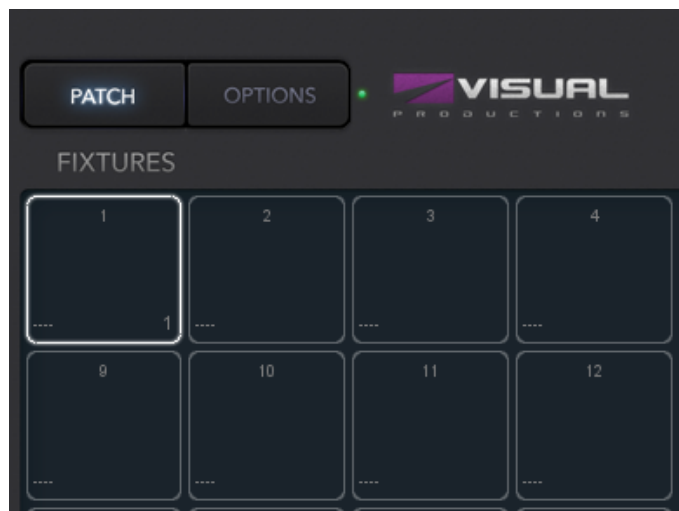 PATCH OPTIONS VISUAL
PRODUCTIONS
FIXTURES
1 2 3 4
---- 1 ---- ---- ----
9 10 11 12
---- ---- ---- ----